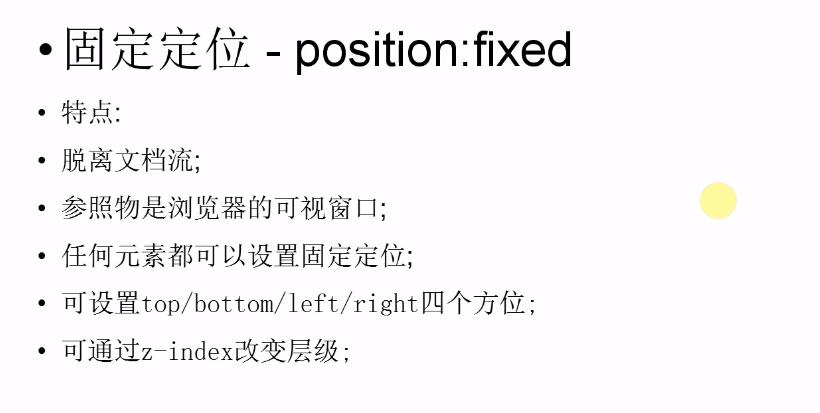 •固定定位 - position:fixed
• 特点:
• 脱离文档流;
• 参照物是浏览器的可视窗口;
• 任何元素都可以设置固定定位;
• 可设置top/bottom/left/right四个方位;
• 可通过z-index改变层级;